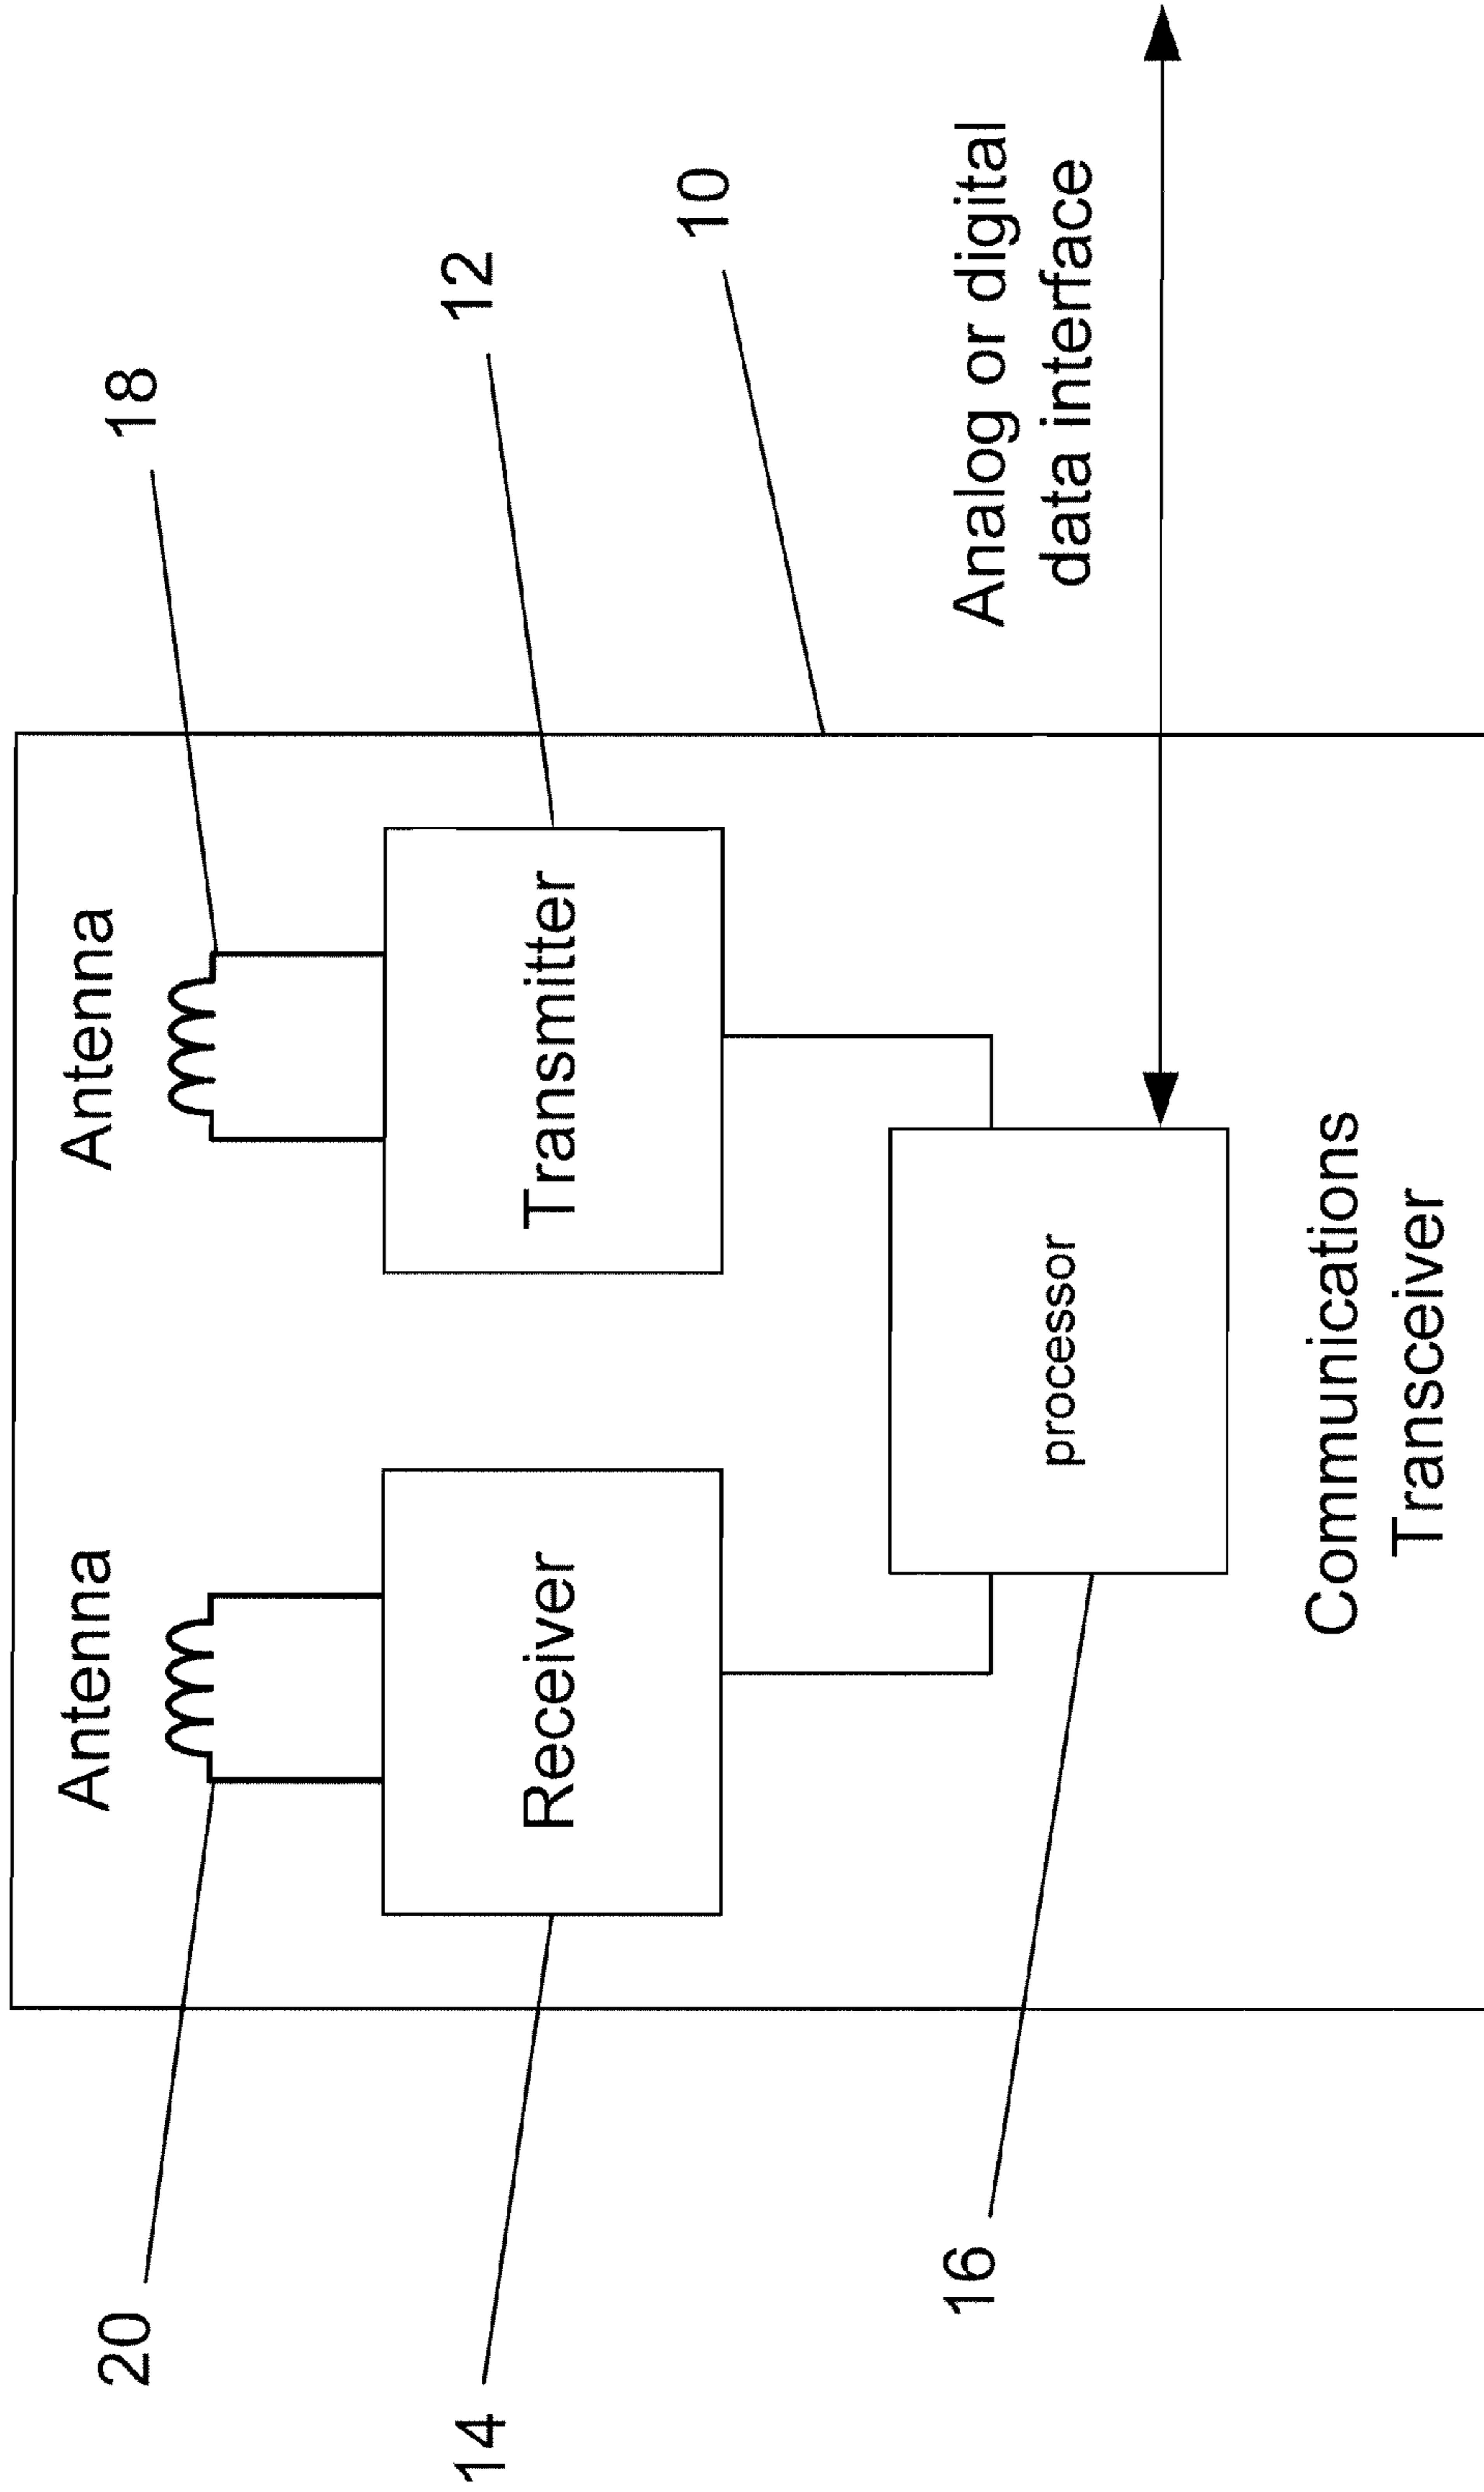 20
Antenna
Antenna
18
14
Receiver
Transmitter
12
10
16
processor
Analog or digital
data interface
Communications
Transceiver